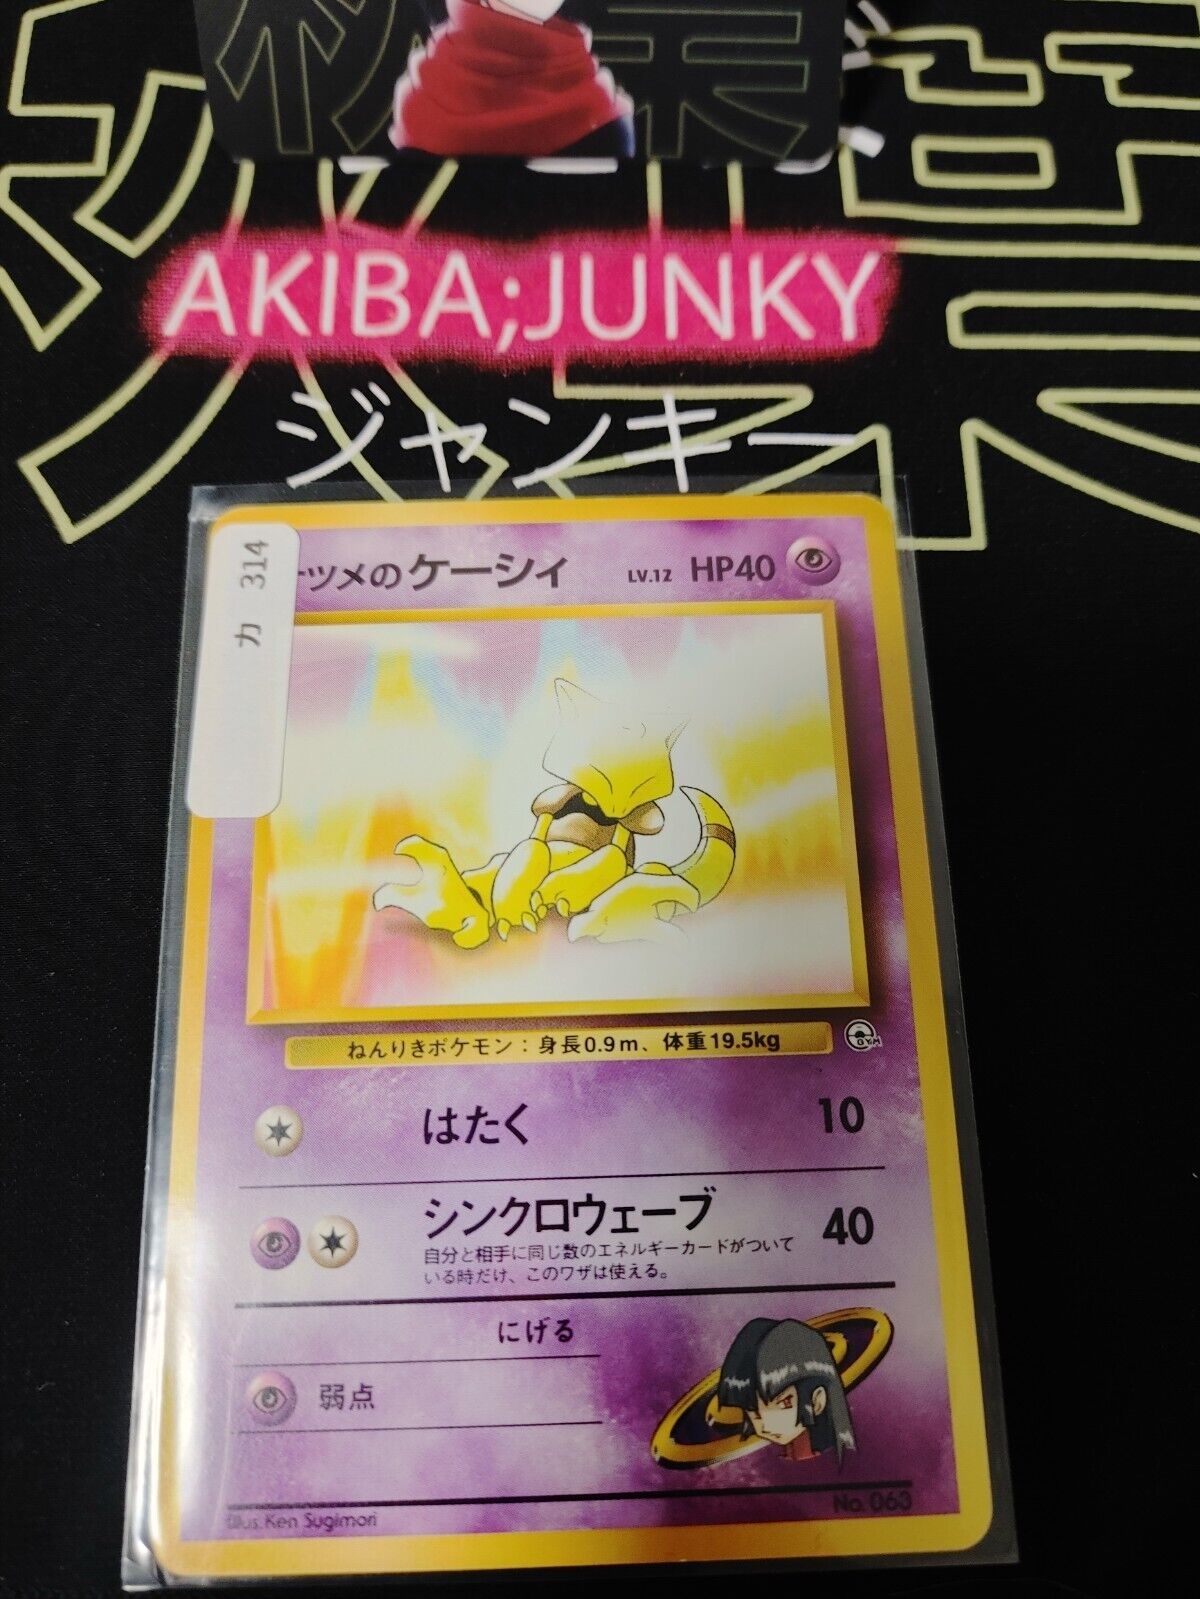 AKIBA;JUNKY
ジャンキー
カ 314
ツメのケーシィ LV.12 HP40
ねんりきポケモン：身長0.9m、体重19.5kg
はたく 10
シンクロウェーブ 40
自分と相手に同じ数のエネルギーカードがついて
いる時だけ、このワザは使える。
にげる
弱点
No. 063
Illus. Ken Sugimori